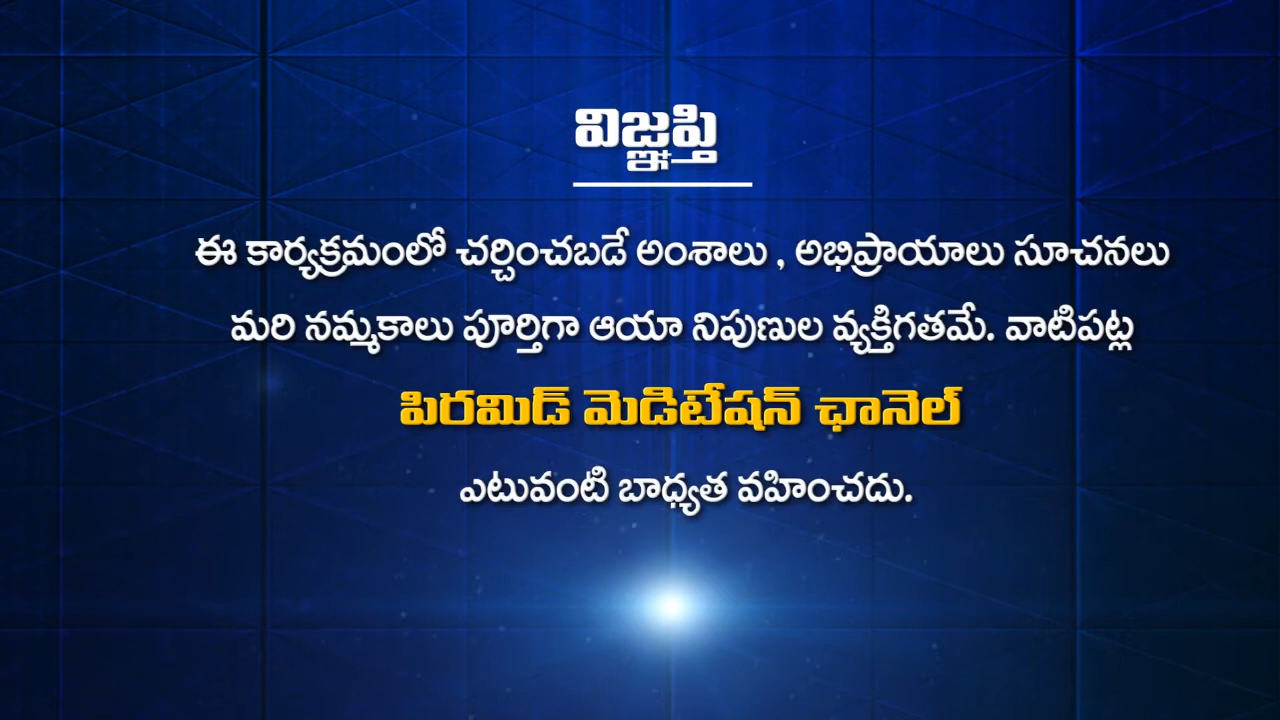 విజ్ఞప్తి
ఈ కార్యక్రమంలో చర్చించబడే అంశాలు , అభిప్రాయాలు సూచనలు
మరి నమ్మకాలు పూర్తిగా ఆయా నిపుణుల వ్యక్తిగతమే. వాటిపట్ల
పిరమిడ్ మెడిటేషన్ ఛానెల్
ఎటువంటి బాధ్యత వహించదు.